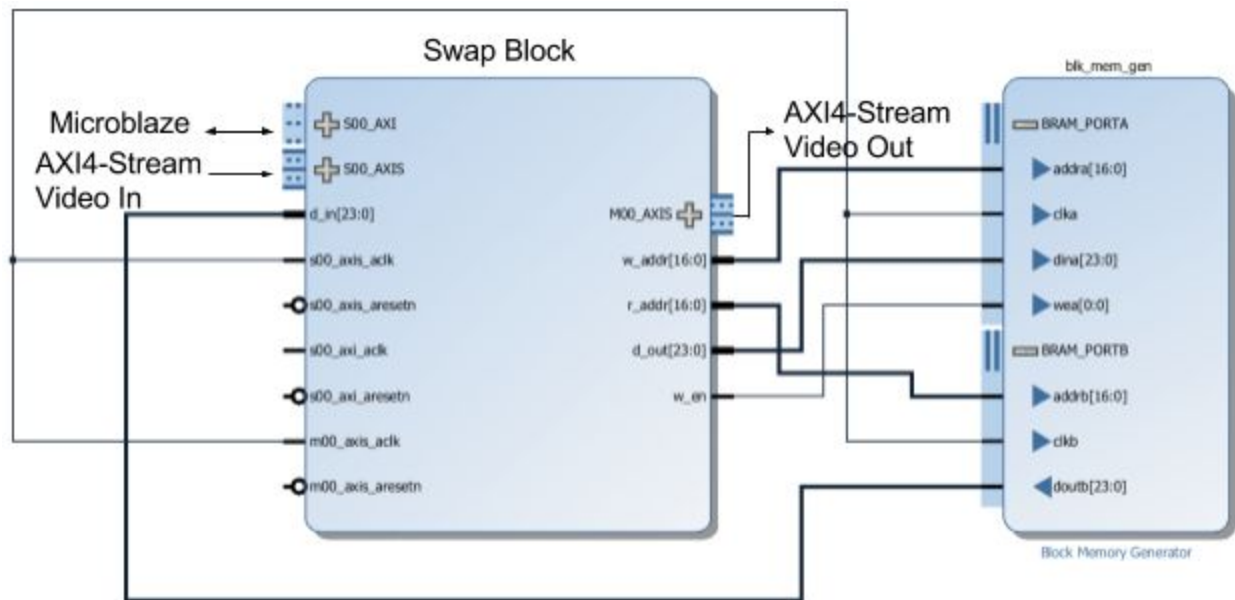 Swap Block
Microblaze
AXI4-Stream
Video In
S00_AXI
S00_AXIS
d_in[23:0]
s00_axis_aclk
s00_axis_aresetn
s00_axi_aclk
s00_axi_aresetn
m00_axis_aclk
m00_axis_aresetn
M00_AXIS
w_addr[16:0]
r_addr[16:0]
d_out[23:0]
w_en
AXI4-Stream
Video Out
blk_mem_gen
BRAM_PORTA
addra[16:0]
clka
dina[23:0]
wea[0:0]
BRAM_PORTB
addrb[16:0]
clkb
doutb[23:0]
Block Memory Generator